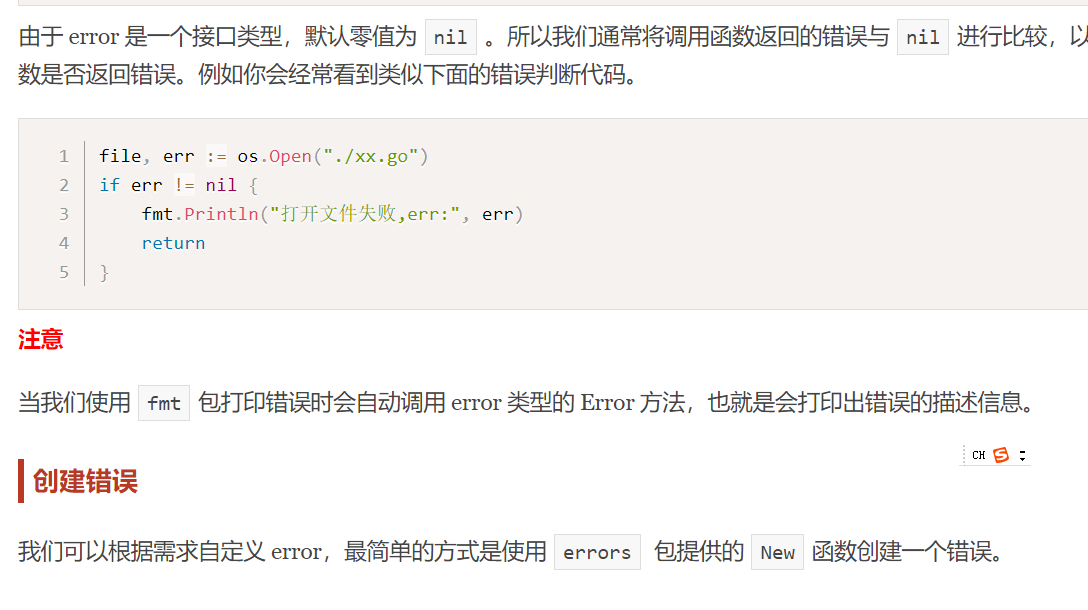 由于 error 是一个接口类型，默认零值为 nil 。所以我们通常将调用函数返回的错误与 nil 进行比较，以
数是否返回错误。例如你会经常看到类似下面的错误判断代码。
1 file, err := os.Open("./xx.go")
2 if err != nil {
3 fmt.Println("打开文件失败,err:", err)
4 return
5 }
注意
当我们使用 fmt 包打印错误时会自动调用 error 类型的 Error 方法，也就是会打印出错误的描述信息。
CH S
创建错误
我们可以根据需求自定义 error，最简单的方式是使用 errors 包提供的 New 函数创建一个错误。